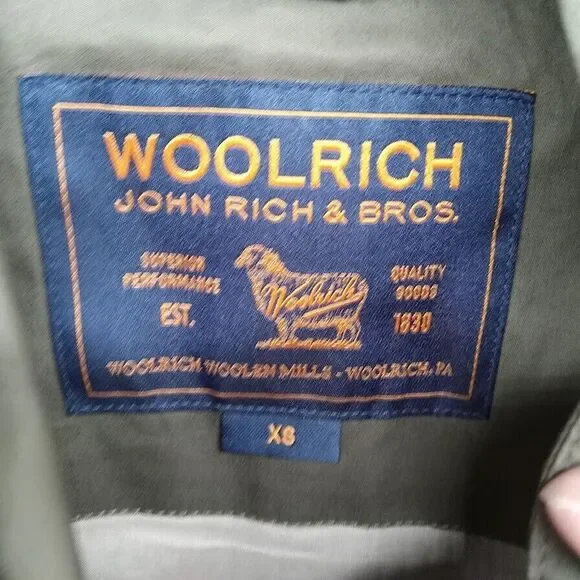 WOOLRICH
JOHN RICH & BROS.
SUPERIOR
PERFORMANCE
EST.
Woolrich
QUALITY
GOODS
1830
WOOLRICH WOOLEN MILLS - WOOLRICH, PA
XS